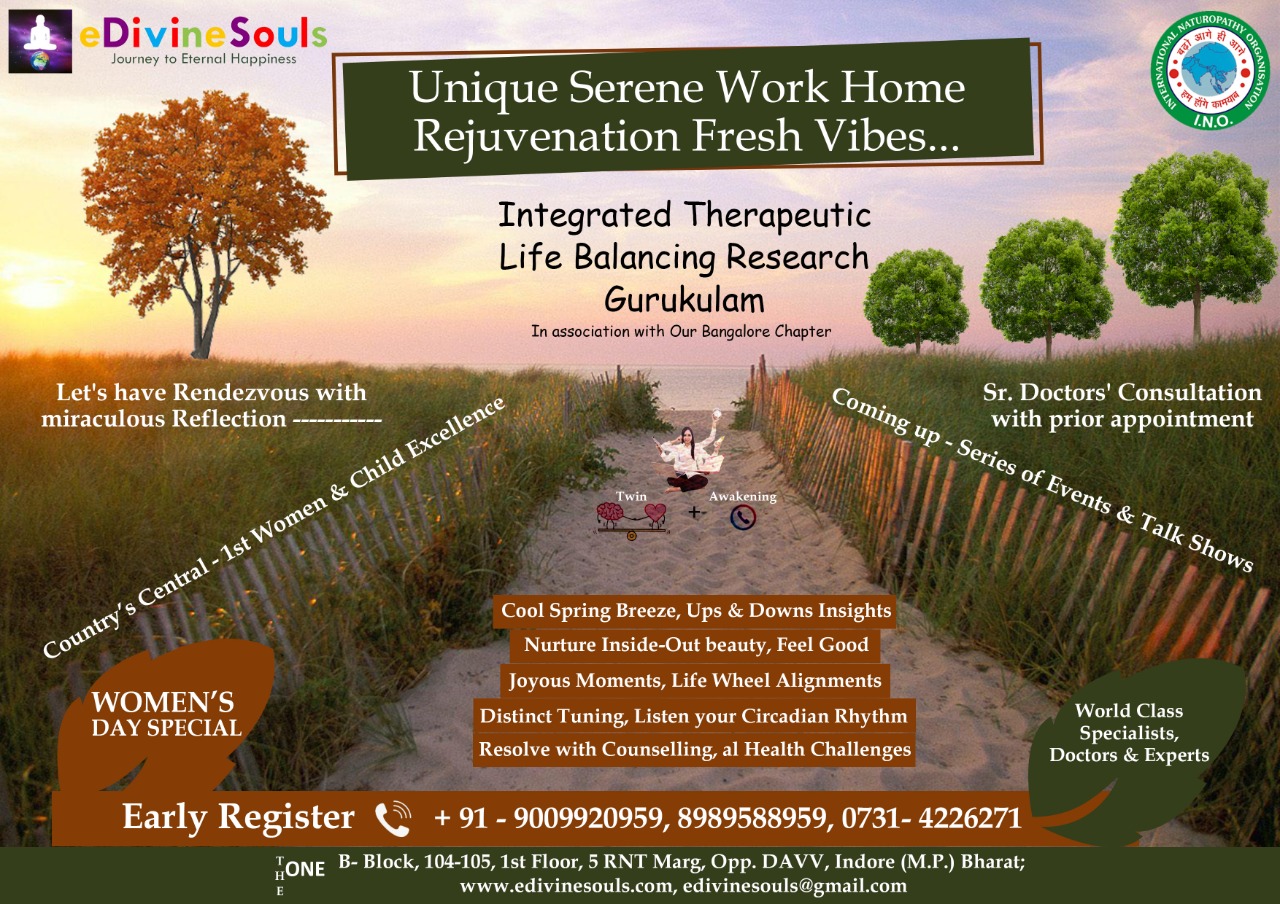 eDivineSouls
Journey to Eternal Happiness
INTERNATIONAL NATUROPATHY ORGANISATION
बढ़ो आगे ही आगे
हम होंगे कामयाब
I.N.O.
Unique Serene Work Home
Rejuvenation Fresh Vibes...
Integrated Therapeutic
Life Balancing Research
Gurukulam
In association with Our Bangalore Chapter
Let's have Rendezvous with
miraculous Reflection -----------
Sr. Doctors' Consultation
with prior appointment
Country's Central - 1st Women & Child Excellence
Coming up - Series of Events & Talk Shows
Twin Awakening
+-
Cool Spring Breeze, Ups & Downs Insights
Nurture Inside-Out beauty, Feel Good
Joyous Moments, Life Wheel Alignments
Distinct Tuning, Listen your Circadian Rhythm
Resolve with Counselling, al Health Challenges
WOMEN'S
DAY SPECIAL
World Class
Specialists,
Doctors & Experts
Early Register + 91 - 9009920959, 8989588959, 0731- 4226271
THE ONE B- Block, 104-105, 1st Floor, 5 RNT Marg, Opp. DAVV, Indore (M.P.) Bharat;
www.edivinesouls.com, edivinesouls@gmail.com